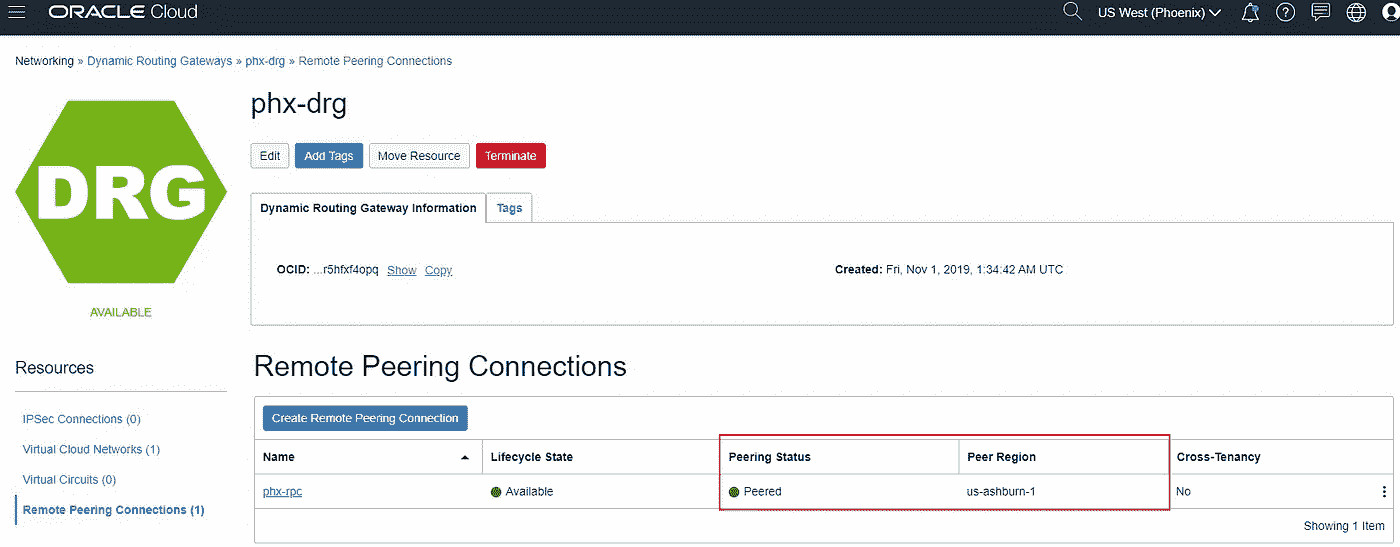 ORACLE Cloud
US West (Phoenix)
Networking » Dynamic Routing Gateways » phx-drg » Remote Peering Connections
DRG
AVAILABLE
phx-drg
Edit Add Tags Move Resource Terminate
Dynamic Routing Gateway Information Tags
OCID: ...r5hfxf4opq Show Copy Created: Fri, Nov 1, 2019, 1:34:42 AM UTC
Resources
IPSec Connections (0)
Virtual Cloud Networks (1)
Virtual Circuits (0)
Remote Peering Connections (1)
Remote Peering Connections
Create Remote Peering Connection
Name Lifecycle State Peering Status Peer Region Cross-Tenancy
phx-rpc Available Peered us-ashburn-1 No
Showing 1 Item